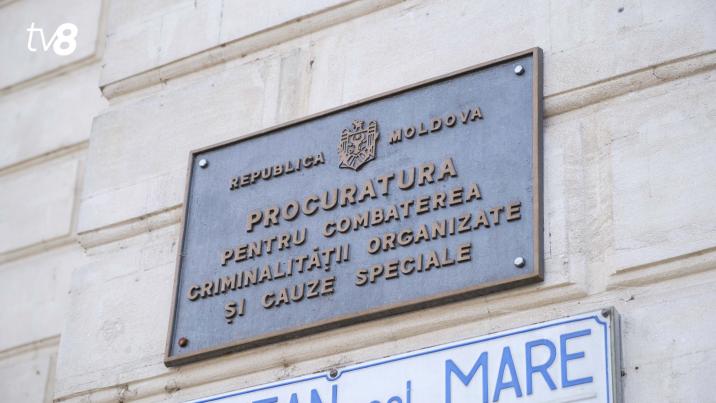 tv8
REPUBLICA MOLDOVA
PROCURATURA
PENTRU COMBATEREA
CRIMINALITĂȚII ORGANIZATE
ȘI CAUZE SPECIALE
MARE